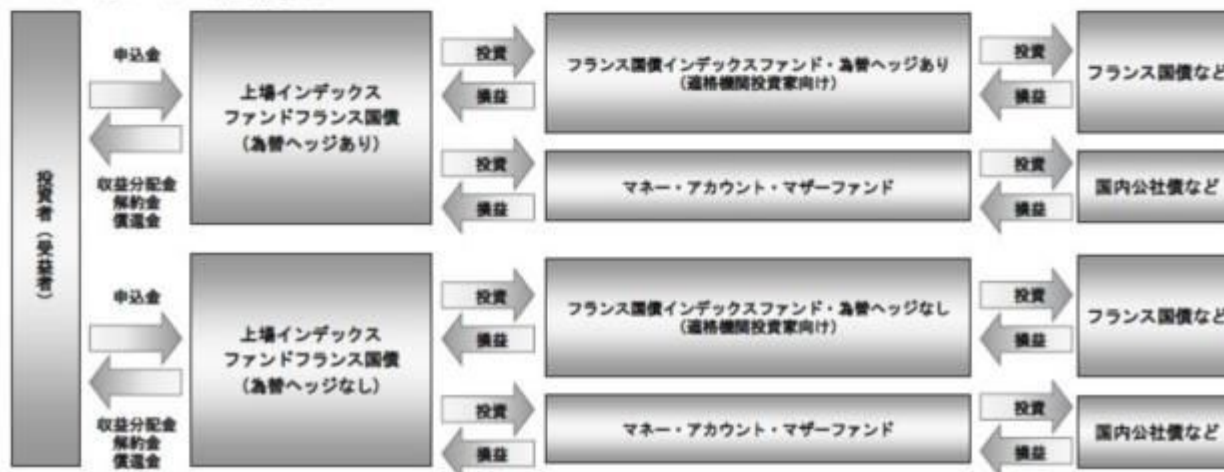 投資者（受益者）
申込金
収益分配金
解約金
償還金
上場インデックス
ファンドフランス国債
（為替ヘッジあり）
投資
損益
フランス国債インデックスファンド・為替ヘッジあり
（適格機関投資家向け）
投資
損益
フランス国債など
投資
損益
マネー・アカウント・マザーファンド
投資
損益
国内公社債など
申込金
収益分配金
解約金
償還金
上場インデックス
ファンドフランス国債
（為替ヘッジなし）
投資
損益
フランス国債インデックスファンド・為替ヘッジなし
（適格機関投資家向け）
投資
損益
フランス国債など
投資
損益
マネー・アカウント・マザーファンド
投資
損益
国内公社債など